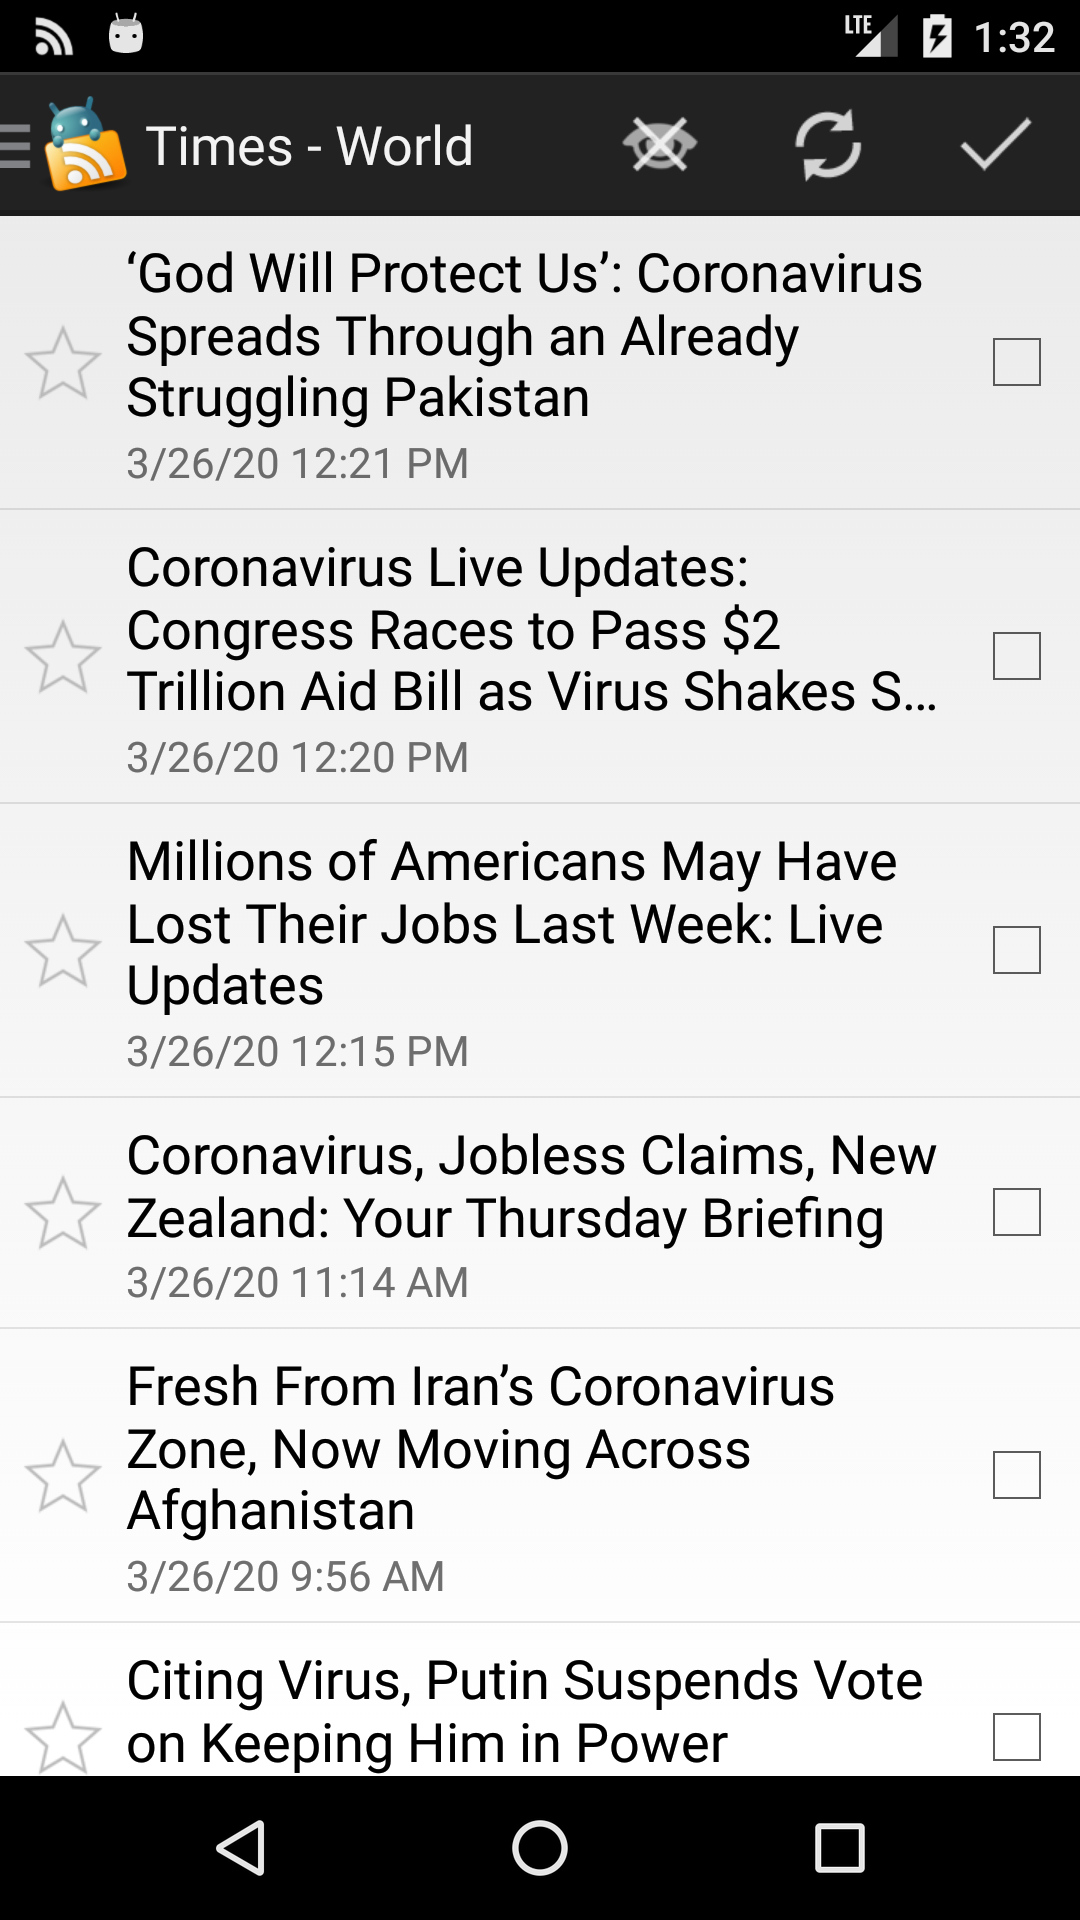 LTE 1:32
Times - World
‘God Will Protect Us’: Coronavirus
Spreads Through an Already
Struggling Pakistan
3/26/20 12:21 PM
Coronavirus Live Updates:
Congress Races to Pass $2
Trillion Aid Bill as Virus Shakes S…
3/26/20 12:20 PM
Millions of Americans May Have
Lost Their Jobs Last Week: Live
Updates
3/26/20 12:15 PM
Coronavirus, Jobless Claims, New
Zealand: Your Thursday Briefing
3/26/20 11:14 AM
Fresh From Iran’s Coronavirus
Zone, Now Moving Across
Afghanistan
3/26/20 9:56 AM
Citing Virus, Putin Suspends Vote
on Keeping Him in Power